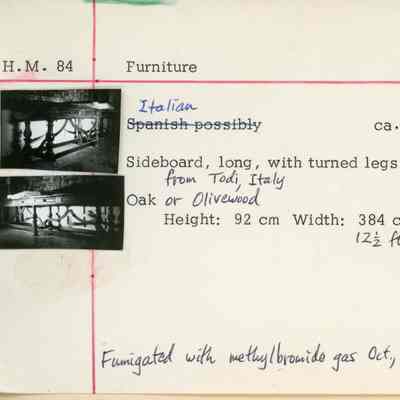 H.M. 84 Furniture
Italian
Spanish possibly ca.
Sideboard, long, with turned legs
from Todi, Italy
Oak or Olivewood
Height: 92 cm Width: 384 c
12½ f
Fumigated with methylbromide gas Oct.,